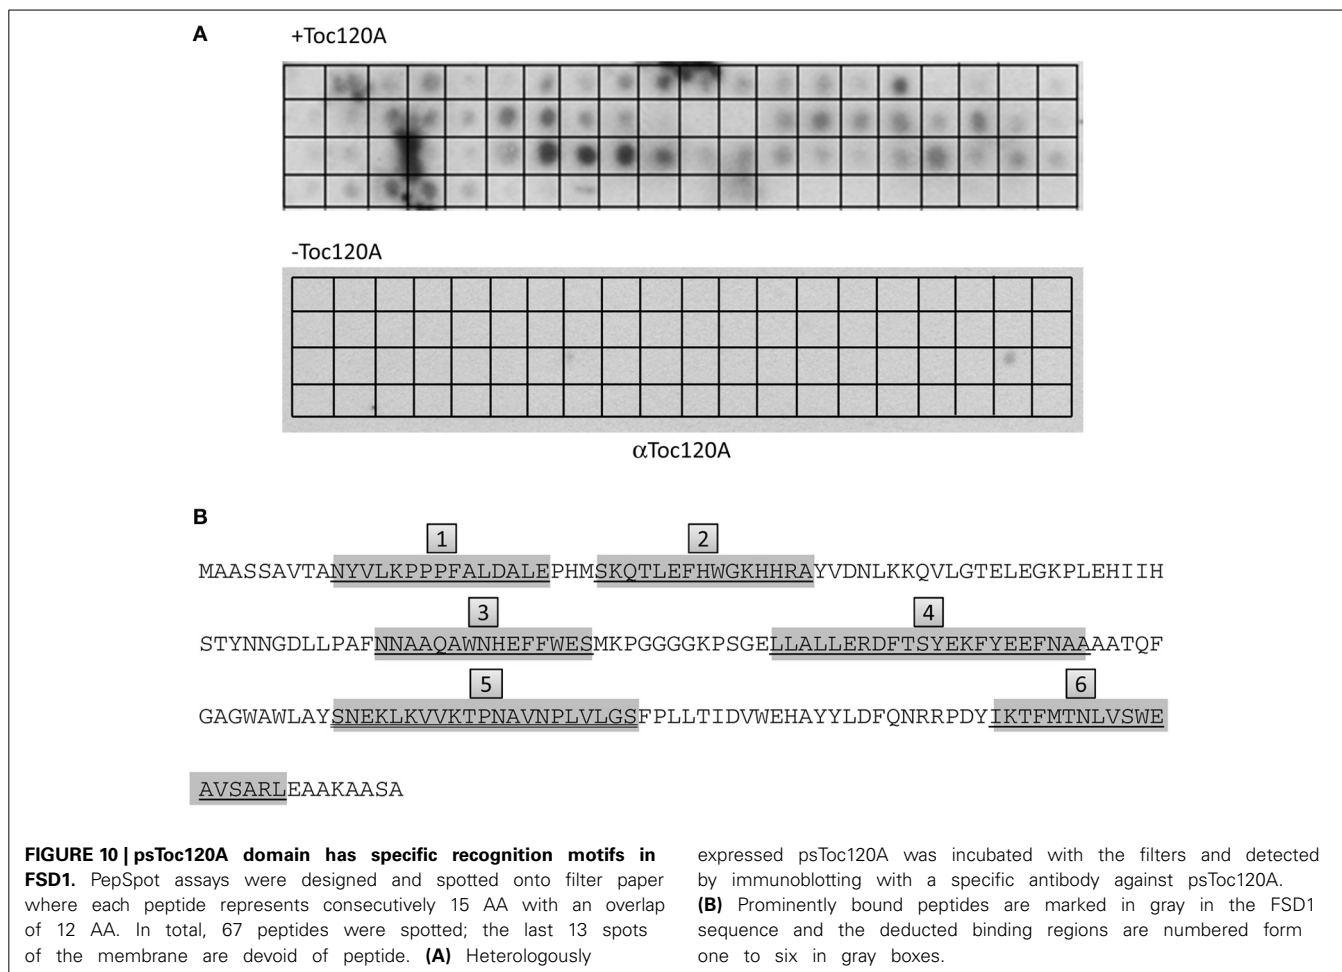 A
+Toc120A
-Toc120A
αToc120A
B
1 2
MAASSAVTANYVLKPPPFALDALEPHMSKQTLEFHWGKHHRAYVDNLKKQVLGTELEGKPLEHIIH
3 4
STYNNGDLLPAFNNAAQAWNHEFFWESMKPGGGGKPSGELLALLERDFTSYEKFYEEFNAAAATQF
5 6
GAGWAWLAYSNEKLKVVKTPNAVNPLVLGSFPLLTIDVWEHAYYLDFQNRRPDYIKTFMTNLVSWE
AVSARLEAAKAASA
FIGURE 10 | psToc120A domain has specific recognition motifs in
FSD1. PepSpot assays were designed and spotted onto filter paper
where each peptide represents consecutively 15 AA with an overlap
of 12 AA. In total, 67 peptides were spotted; the last 13 spots
of the membrane are devoid of peptide. (A) Heterologously
expressed psToc120A was incubated with the filters and detected
by immunoblotting with a specific antibody against psToc120A.
(B) Prominently bound peptides are marked in gray in the FSD1
sequence and the deducted binding regions are numbered form
one to six in gray boxes.